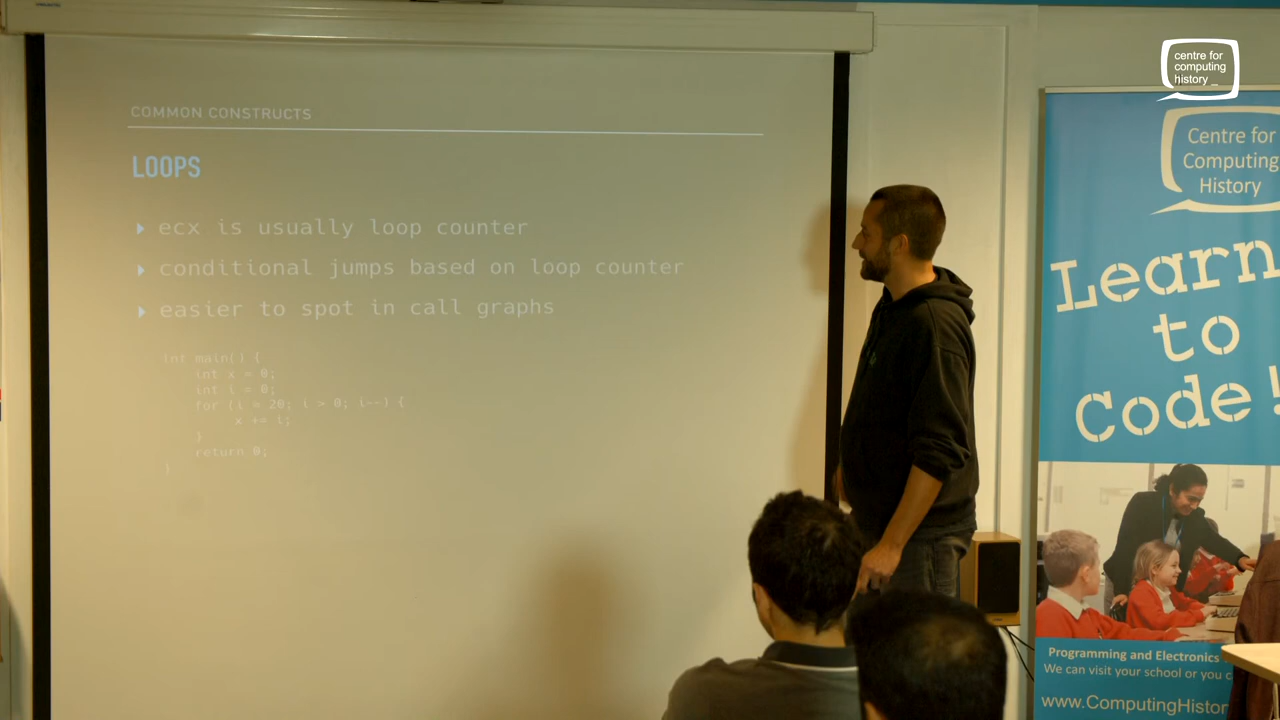 COMMON CONSTRUCTS
LOOPS
ecx is usually loop counter
conditional jumps based on loop counter
easier to spot in call graphs
int main() {
int x = 0;
int i = 0;
for (i = 20; i > 0; i--) {
x += i;
}
return 0;
}
centre for
computing
history _
Centre for
Computing
History
Learn
to
Code!
Programming and Electronics
We can visit your school or you
www.ComputingHistor